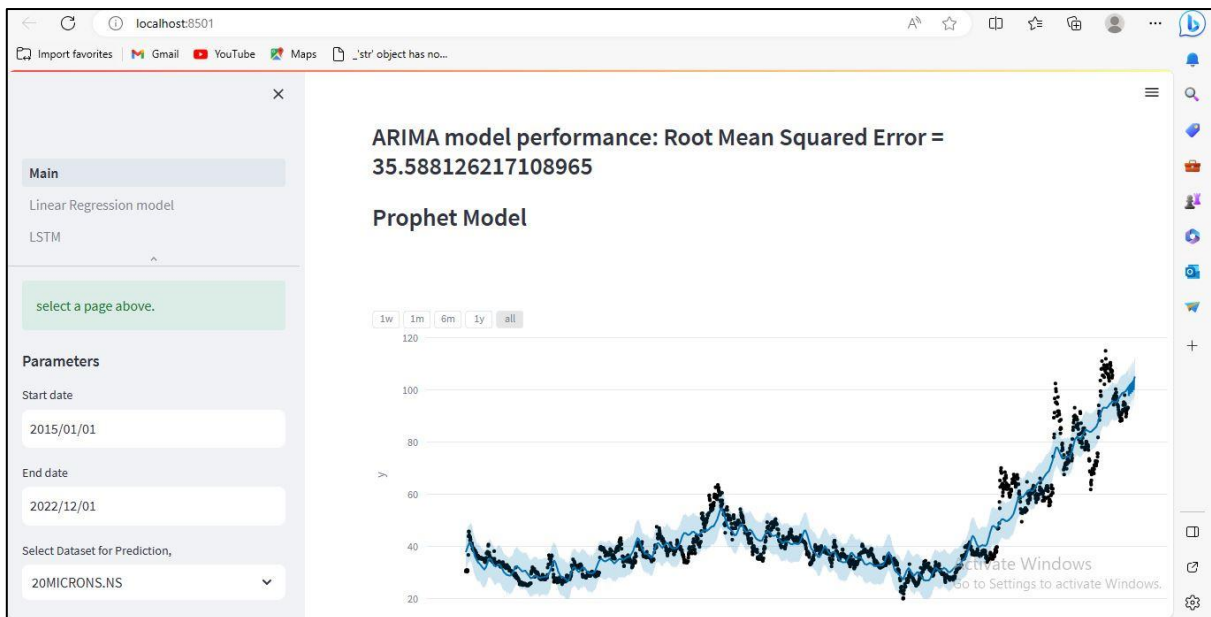 localhost:8501
Import favorites
Gmail
YouTube
Maps
_'str' object has no...
Main
Linear Regression model
LSTM
select a page above.
Parameters
Start date
2015/01/01
End date
2022/12/01
Select Dataset for Prediction,
20MICRONS.NS
ARIMA model performance: Root Mean Squared Error =
35.588126217108965
Prophet Model
1w 1m 6m 1y all
120
100
80
60
40
20
y
Activate Windows
Go to Settings to activate Windows.